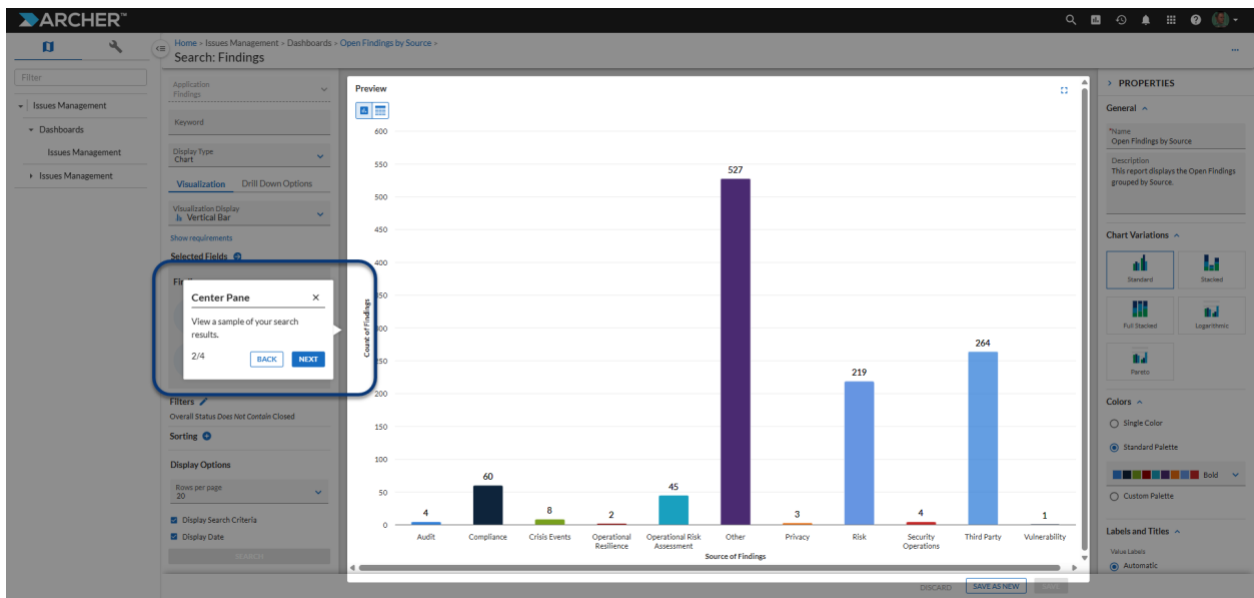 ARCHER™
Filter
Issues Management
Dashboards
Issues Management
Issues Management
Home » Issues Management » Dashboards » Open Findings by Source »
Search: Findings
Application
Findings
Keyword
Display Type
Chart
Visualization
Drill Down Options
Visualization Display
Vertical Bar
Show requirements
Selected Fields
Center Pane
View a sample of your search
results.
2/4
BACK
NEXT
Filters
Overall Status Does Not Contain Closed
Sorting
Display Options
Rows per page
20
Display Search Criteria
Display Date
SEARCH
Preview
600
550
500
450
400
200
150
100
50
0
Count of Findings
4
60
8
2
45
527
3
219
4
264
1
Audit
Compliance
Crisis Events
Operational
Resilience
Operational Risk
Assessment
Other
Privacy
Risk
Security
Operations
Third Party
Vulnerability
Source of Findings
DISCARD
SAVE AS NEW
SAVE
PROPERTIES
General
*Name
Open Findings by Source
Description
This report displays the Open Findings
grouped by Source.
Chart Variations
Standard
Stacked
Full Stacked
Logarithmic
Pareto
Colors
Single Color
Standard Palette
Bold
Custom Palette
Labels and Titles
Value Labels
Automatic